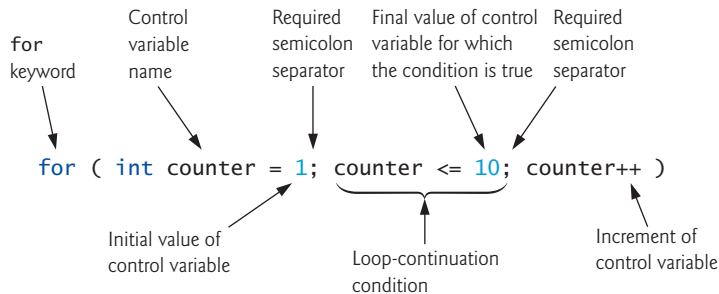 for
keyword
Control
variable
name
Required
semicolon
separator
Final value of control
variable for which
the condition is true
Required
semicolon
separator
for ( int counter = 1; counter <= 10; counter++ )
Initial value of
control variable
Loop-continuation
condition
Increment of
control variable